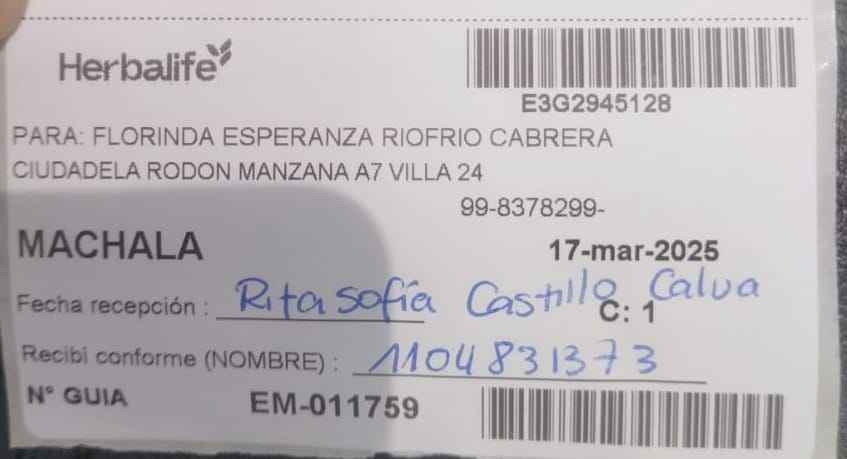 Herbalife
E3G2945128
PARA: FLORINDA ESPERANZA RIOFRIO CABRERA
CIUDADELA RODON MANZANA A7 VILLA 24
99-8378299-
MACHALA 17-mar-2025
Fecha recepción : Rita Sofía Castillo Calva
C: 1
Recibi conforme (NOMBRE) : 1104831373
N° GUIA EM-011759